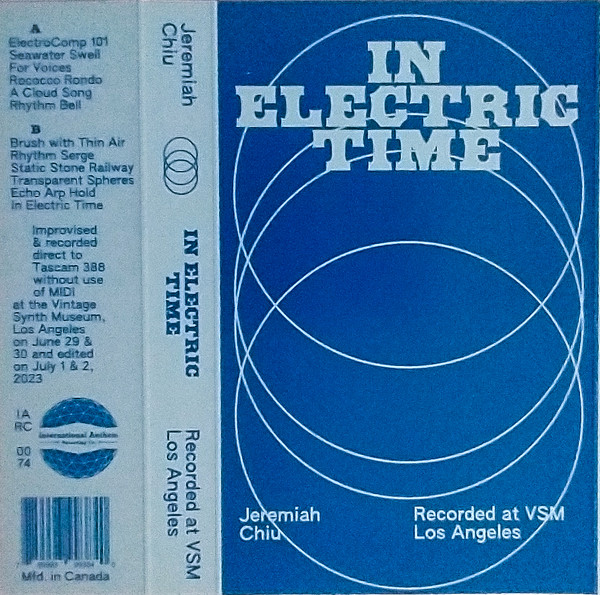 A
ElectroComp 101
Seawater Swell
For Voices
Rococco Rondo
A Cloud Song
Rhythm Bell
B
Brush with Thin Air
Rhythm Serge
Static Stone Railway
Transparent Spheres
Echo Arp Hold
In Electric Time
Improvised
& recorded
direct to
Tascam 388
without use
of MIDI
at the Vintage
Synth Museum,
Los Angeles
on June 29 &
30 and edited
on July 1 & 2,
2023
IA
RC
00
74
International Anthem
Recording Co.
Mfd. in Canada
Jeremiah
Chiu
IN ELECTRIC
TIME
Recorded at VSM
Los Angeles
IN
ELECTRIC
TIME
Jeremiah
Chiu
Recorded at VSM
Los Angeles